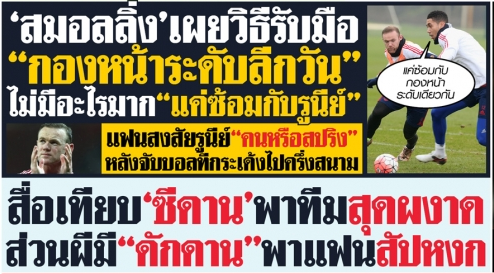 ‘สมอลลิ่ง’เผยวิธีรับมือ
“กองหน้าระดับลีกวัน”
ไม่มีอะไรมาก“แค่ซ้อมกับรูนีย์”
แค่ซ้อมกับ
กองหน้า
ระดับเดียวกัน
แฟนสงสัยรูนีย์“คนหรือสปริง”
หลังจับบอลทีกระเด้งไปครึ่งสนาม
สื่อเทียบ‘ซีดาน’พาทีมสุดผงาด
ส่วนผีมี“ดักดาน”พาแฟนสัปหงก